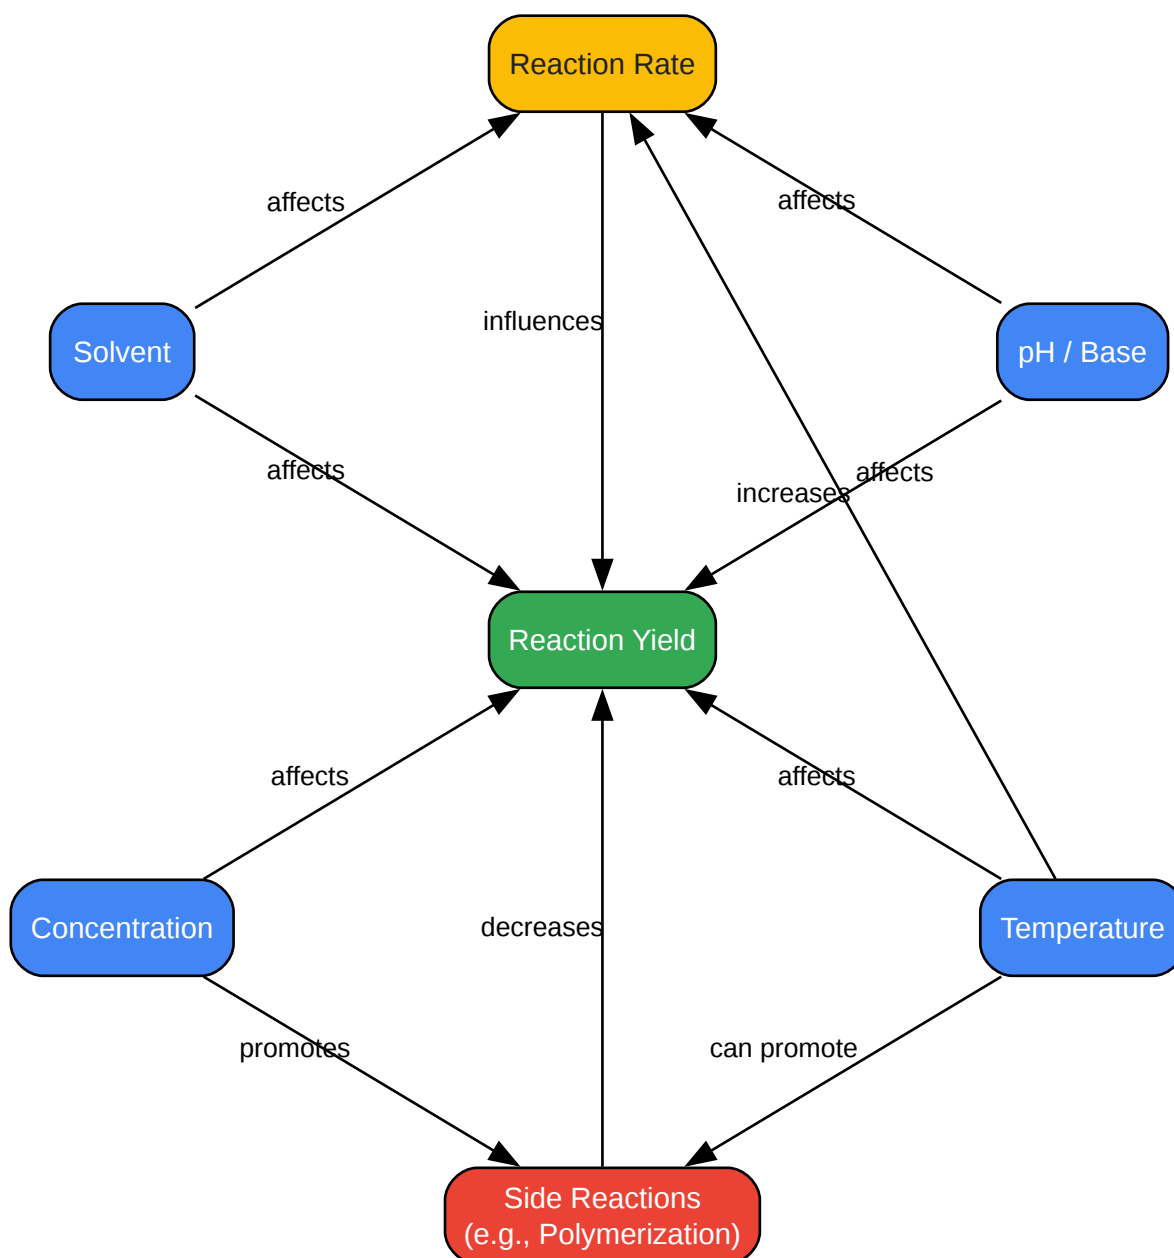 Reaction Rate
affects
affects
influences
Solvent
pH / Base
affects
affects
increases
Reaction Yield
affects
affects
decreases
Concentration
Temperature
promotes
can promote
Side Reactions
(e.g., Polymerization)